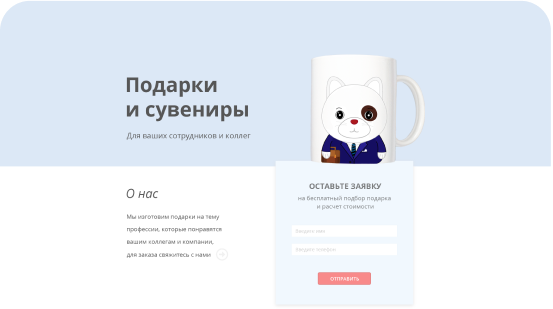 Подарки
и сувениры
Для ваших сотрудников и коллег
О нас
Мы изготовим подарки на тему
профессии, которые понравятся
вашим коллегам и компании,
для заказа свяжитесь с нами
ОСТАВЬТЕ ЗАЯВКУ
на бесплатный подбор подарка
и расчет стоимости
Введите имя
Введите телефон
ОТПРАВИТЬ